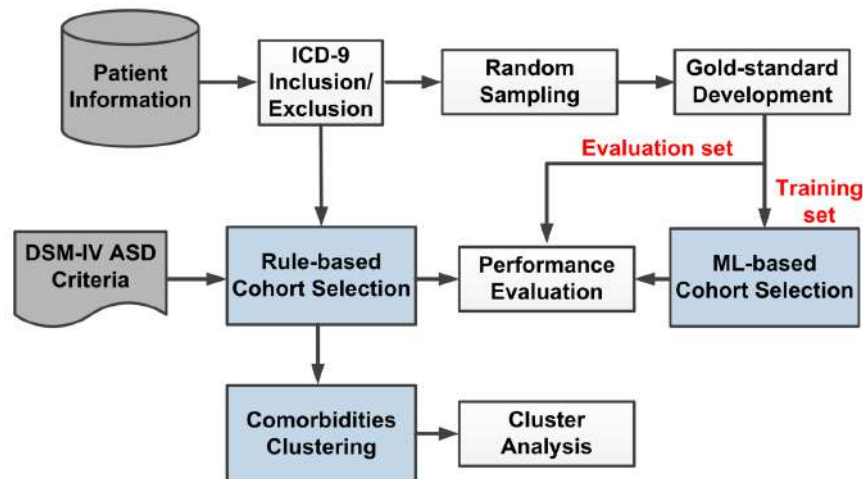 Patient
Information
ICD-9
Inclusion/
Exclusion
Random
Sampling
Gold-standard
Development
Evaluation set
Training
set
DSM-IV ASD
Criteria
Rule-based
Cohort Selection
Performance
Evaluation
ML-based
Cohort Selection
Comorbidities
Clustering
Cluster
Analysis